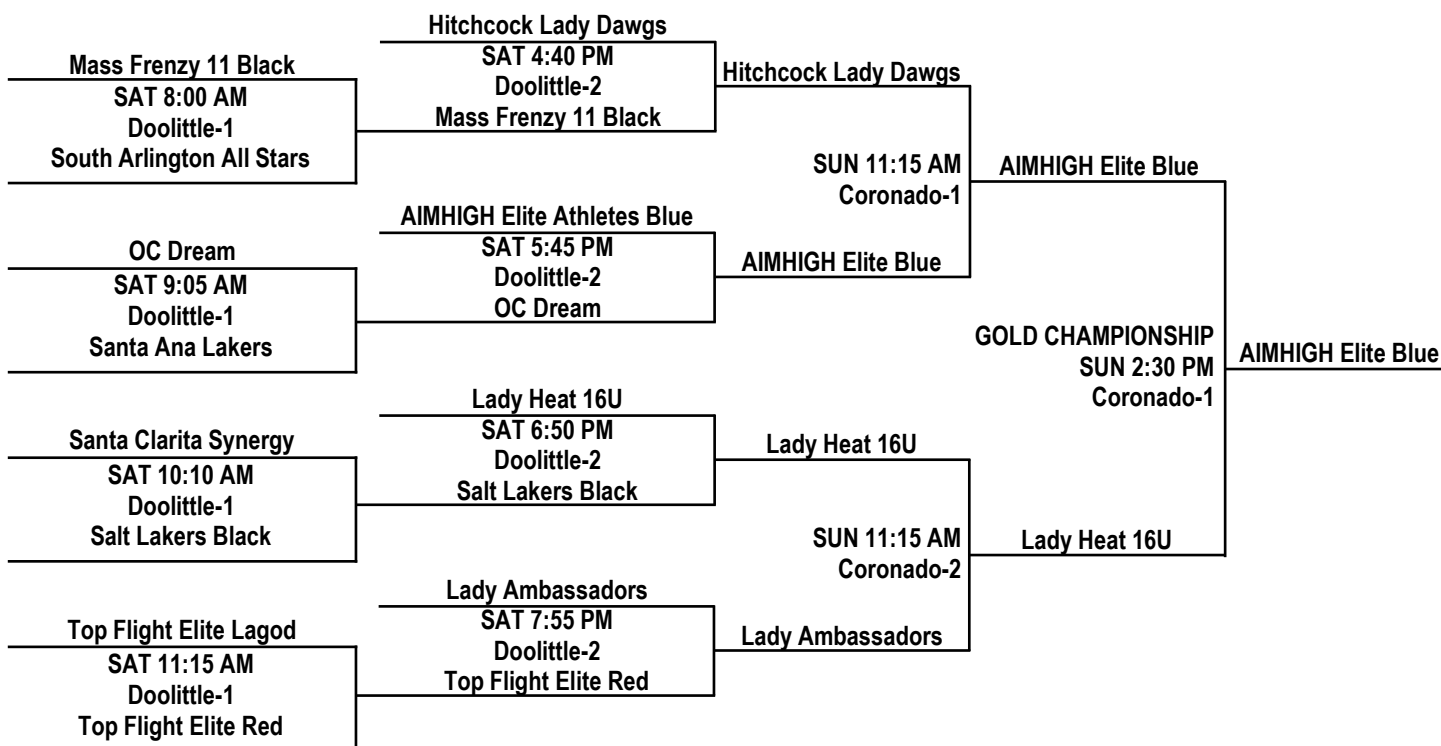 Mass Frenzy 11 Black
SAT 8:00 AM
Doolittle-1
South Arlington All Stars
OC Dream
SAT 9:05 AM
Doolittle-1
Santa Ana Lakers
Santa Clarita Synergy
SAT 10:10 AM
Doolittle-1
Salt Lakers Black
Top Flight Elite Lagod
SAT 11:15 AM
Doolittle-1
Top Flight Elite Red
Hitchcock Lady Dawgs
SAT 4:40 PM
Doolittle-2
Mass Frenzy 11 Black
AIMHIGH Elite Athletes Blue
SAT 5:45 PM
Doolittle-2
OC Dream
Lady Heat 16U
SAT 6:50 PM
Doolittle-2
Salt Lakers Black
Lady Ambassadors
SAT 7:55 PM
Doolittle-2
Top Flight Elite Red
Hitchcock Lady Dawgs
SUN 11:15 AM
Coronado-1
AIMHIGH Elite Blue
Lady Heat 16U
SUN 11:15 AM
Coronado-2
Lady Ambassadors
AIMHIGH Elite Blue
GOLD CHAMPIONSHIP
SUN 2:30 PM
Coronado-1
Lady Heat 16U
AIMHIGH Elite Blue